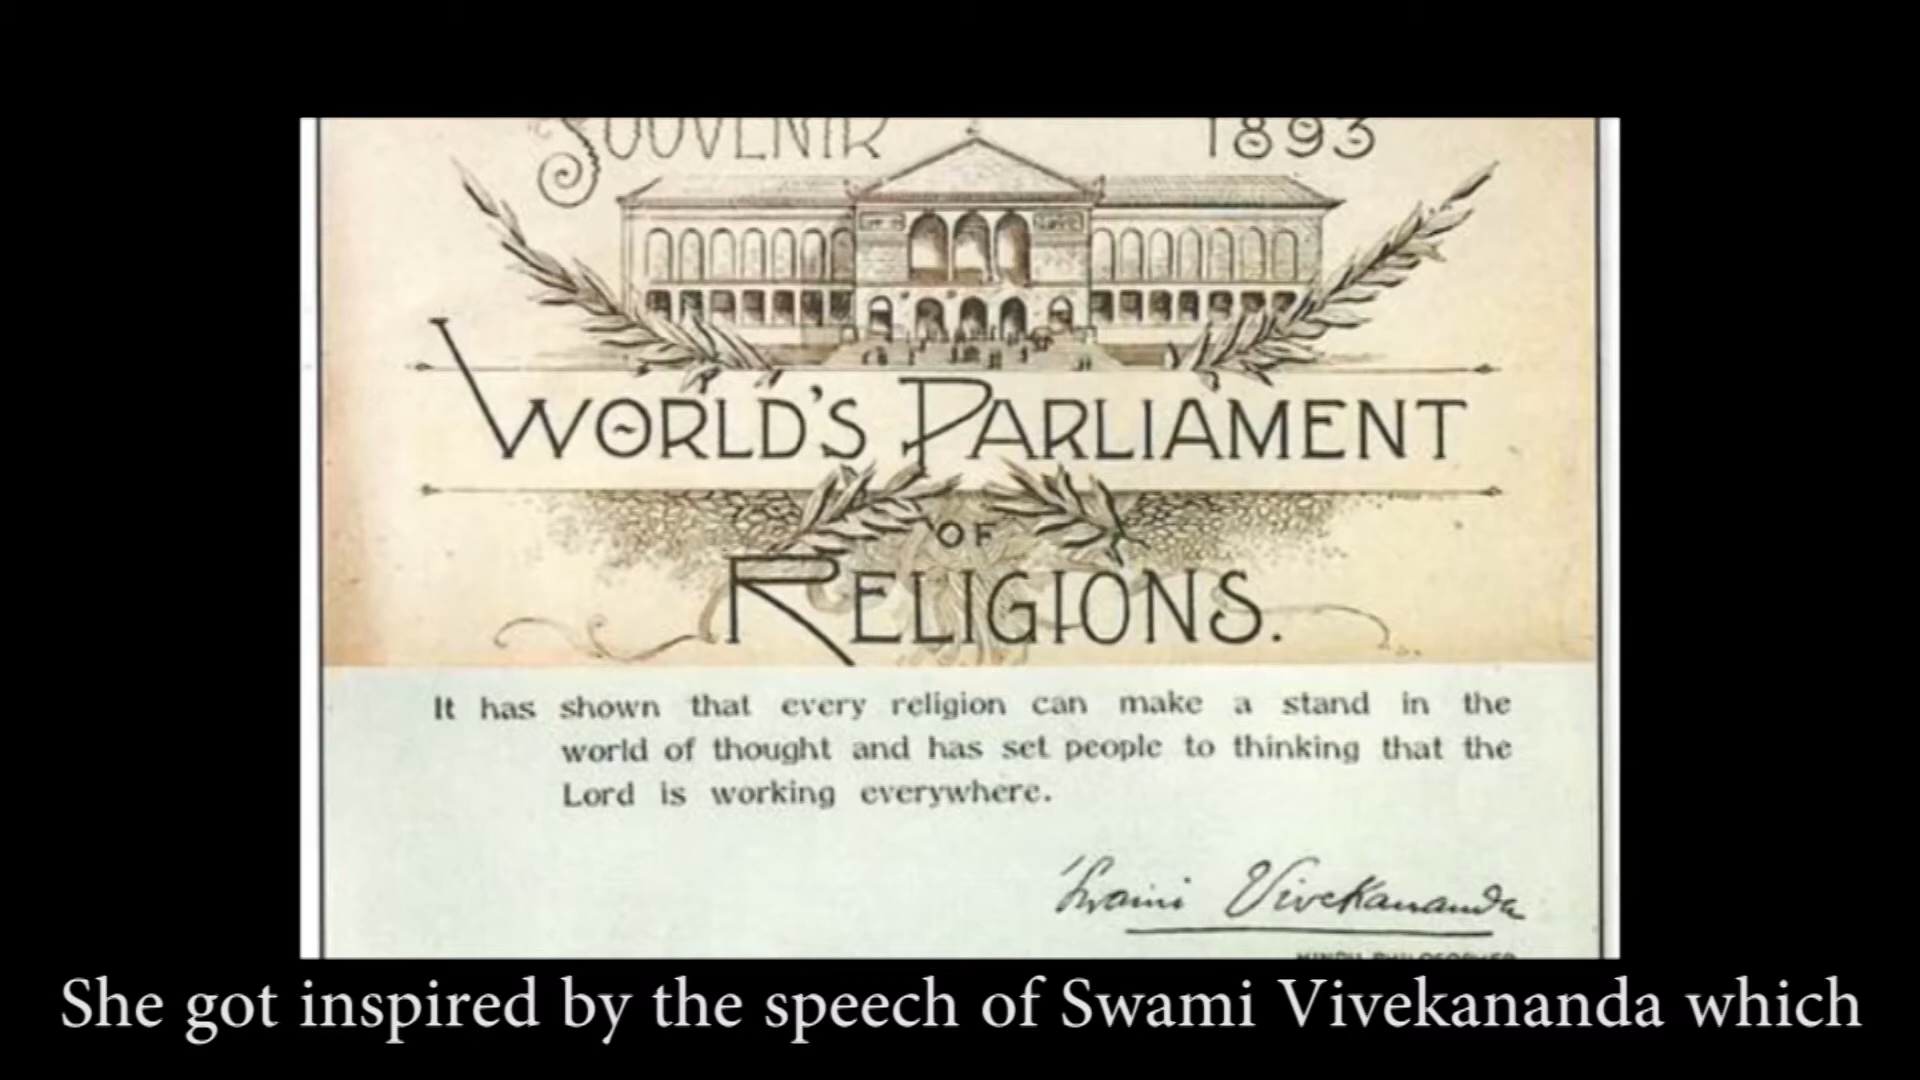 SOUVENIR 1893
WORLD'S PARLIAMENT
OF
RELIGIONS.
It has shown that every religion can make a stand in the
world of thought and has set people to thinking that the
Lord is working everywhere.
Swami Vivekananda
HINDU PHILOSOPHER
She got inspired by the speech of Swami Vivekananda which